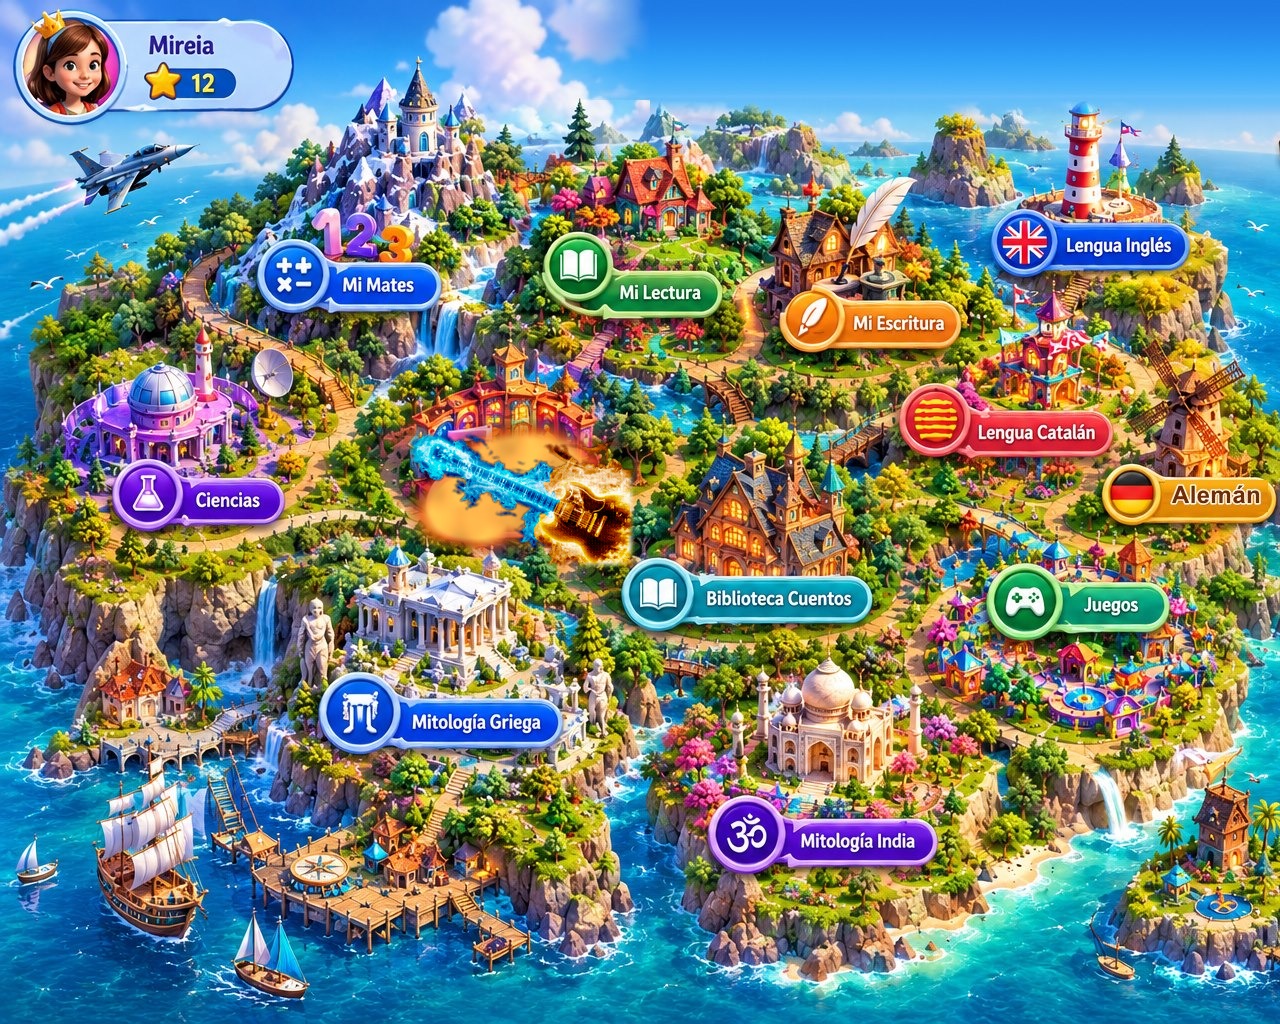 Mireia
12
123
Mi Mates
Mi Lectura
Mi Escritura
Lengua Inglés
Lengua Catalán
Alemán
Ciencias
Biblioteca Cuentos
Juegos
Mitología Griega
ॐ
Mitología India